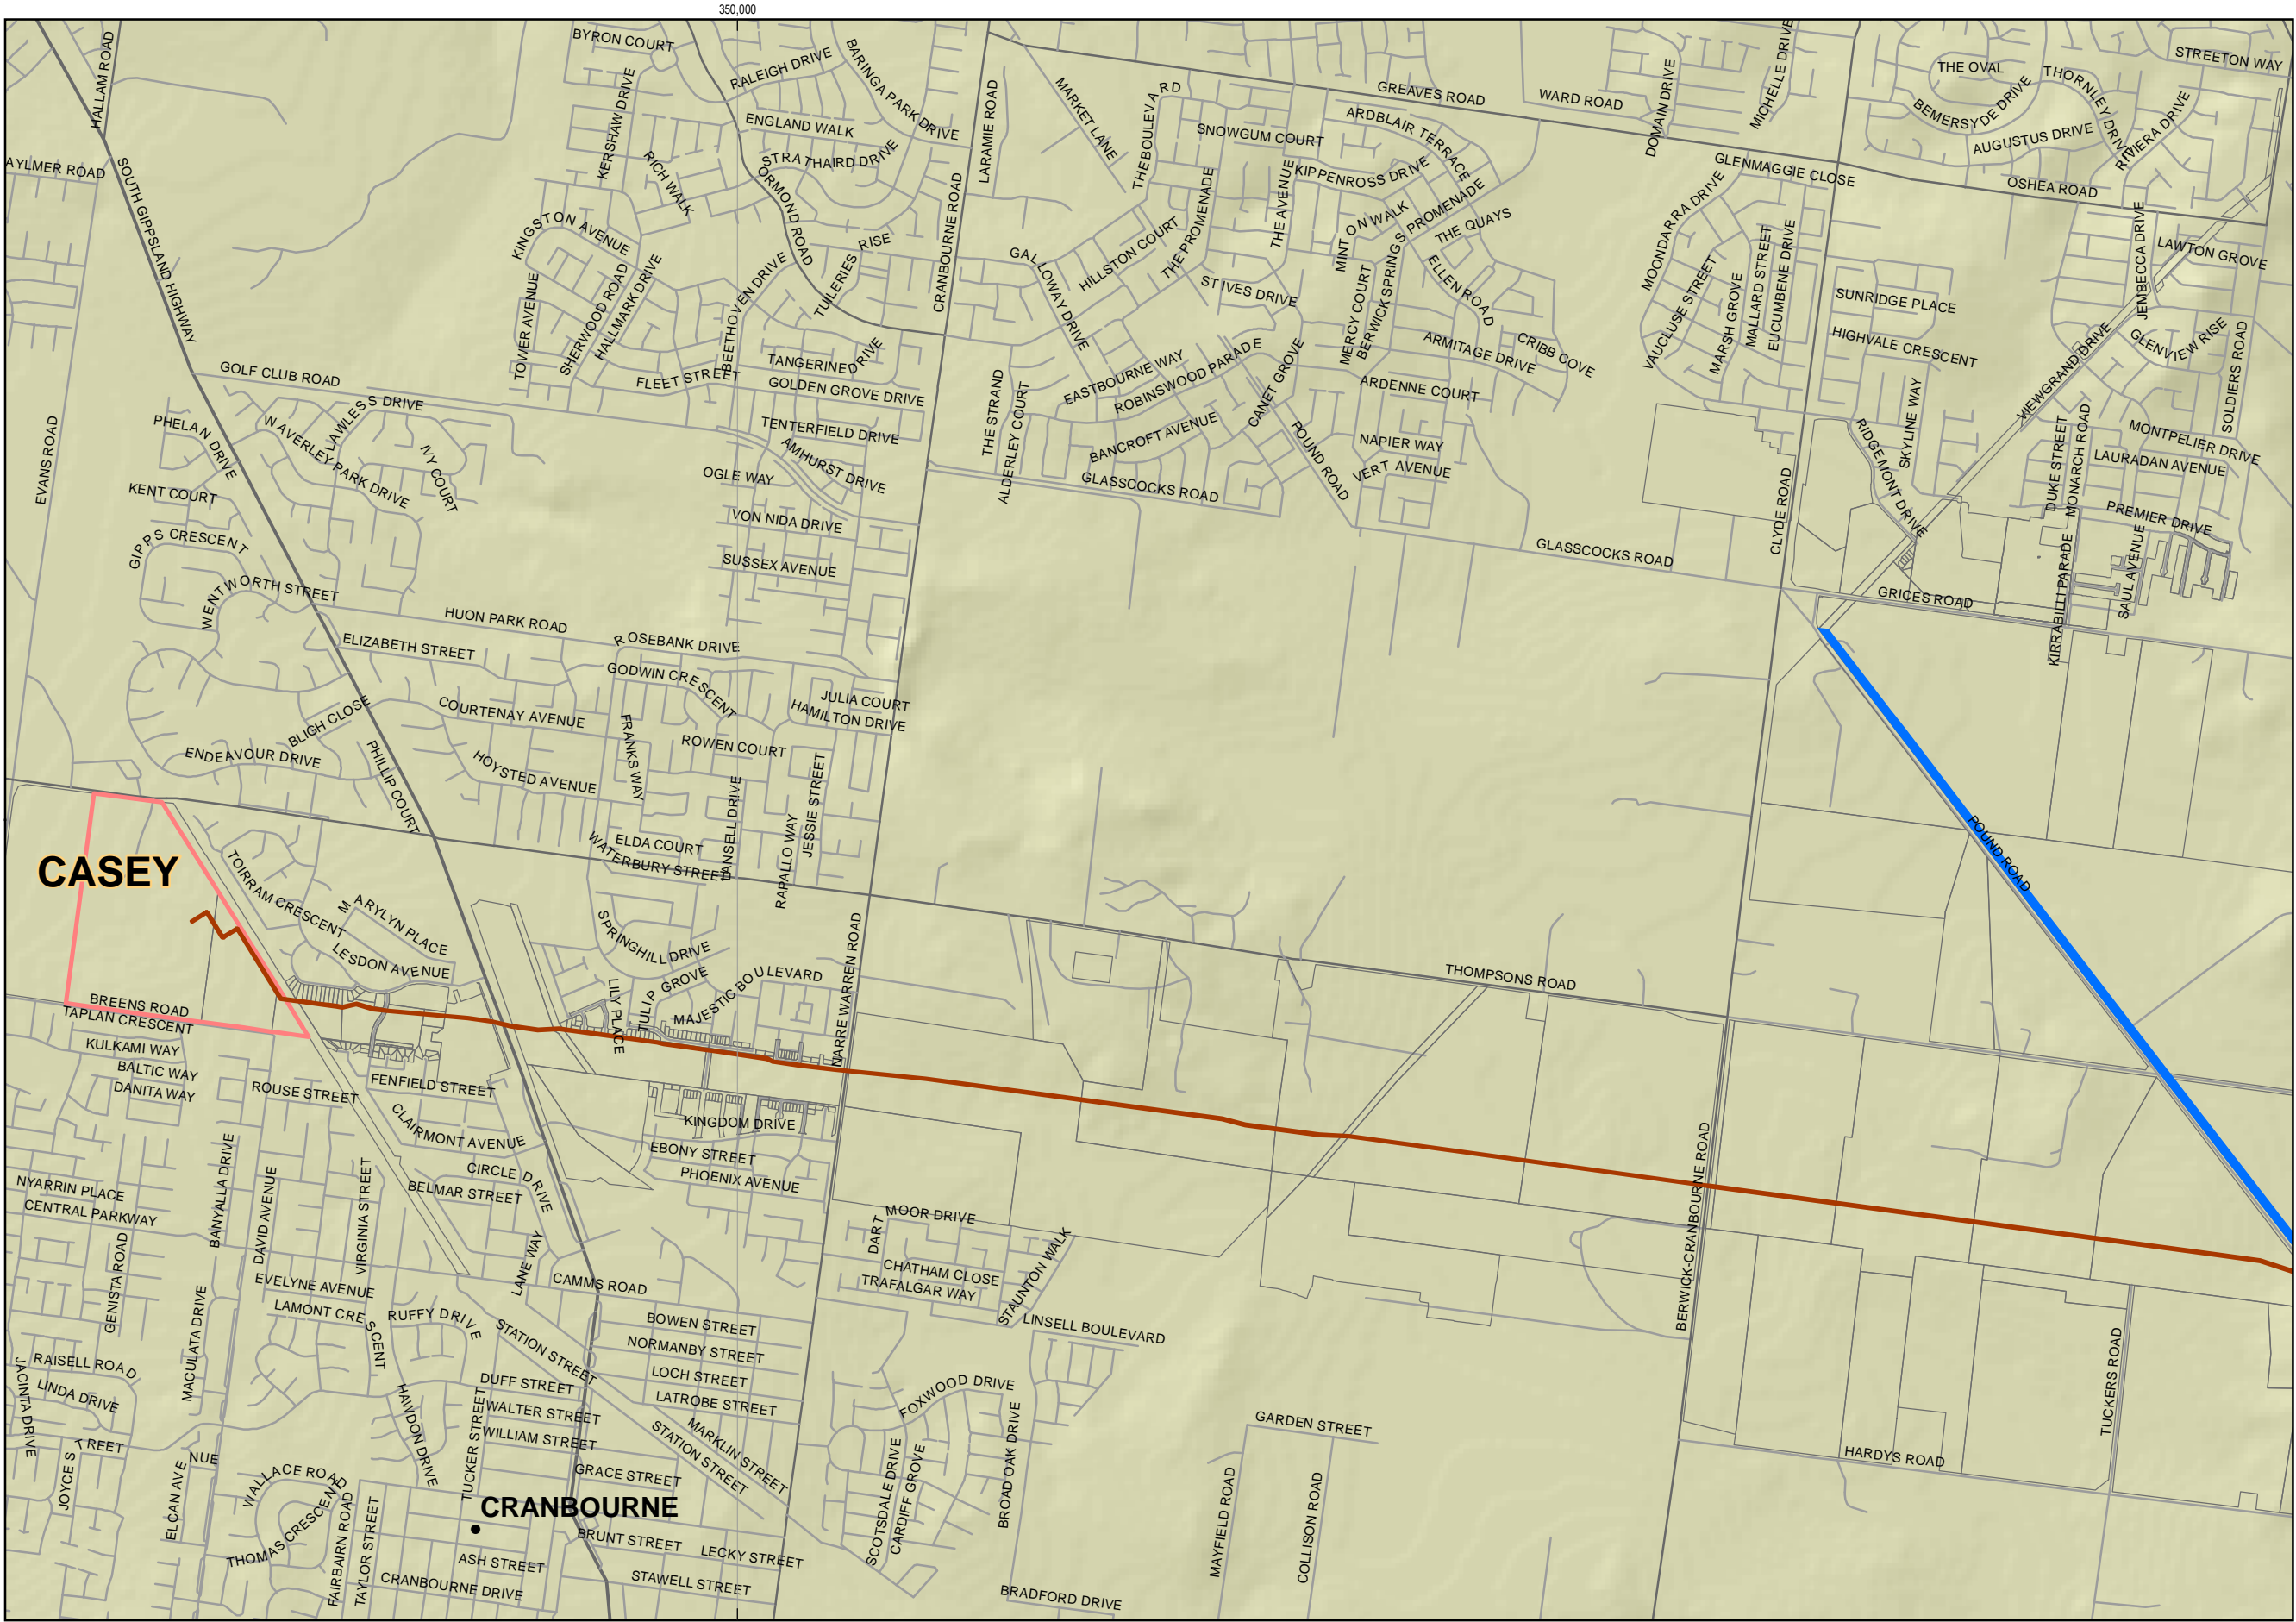 350,000
BYRON COURT
HALLAM ROAD
RALEIGH DRIVE
BARINGA PARK DRIVE
KERSHAW DRIVE
ENGLAND WALK
STRATHAIRD DRIVE
RICH WALK
ORMOND ROAD
LARAMIE ROAD
MARKET LANE
THE BOULEVARD
GREAVES ROAD
WARD ROAD
DOMAIN DRIVE
MICHELLE DRIVE
THE OVAL
THORNLEY DRIVE
STREETON WAY
BEMERSYDE DRIVE
AUGUSTUS DRIVE
RIVIERA DRIVE
SNOWGUM COURT
ARDBLAIR TERRACE
KIPPENROSS DRIVE
GLENMAGGIE CLOSE
OSHEA ROAD
AYLMER ROAD
SOUTH GIPPSLAND HIGHWAY
KINGSTON AVENUE
TUILERIES RISE
CRANBOURNE ROAD
GALLOWAY DRIVE
HILLSTON COURT
THE PROMENADE
THE AVENUE
MINTON WALK
BERWICK SPRINGS PROMENADE
THE QUAYS
MOONDARRA DRIVE
LAWTON GROVE
JEMBECCA DRIVE
TOWER AVENUE
SHERWOOD ROAD
HALLMARK DRIVE
BEETHOVEN DRIVE
ST IVES DRIVE
MERCY COURT
ELLEN ROAD
VAUCLUSE STREET
MARSH GROVE
MALLARD STREET
EUCUMBENE DRIVE
SUNRIDGE PLACE
HIGHVALE CRESCENT
VIEWGRAND DRIVE
GLENVIEW RISE
SOLDIERS ROAD
GOLF CLUB ROAD
FLEET STREET
TANGERINE DRIVE
GOLDEN GROVE DRIVE
EASTBOURNE WAY
ROBINSWOOD PARADE
CANET GROVE
ARMITAGE DRIVE
CRIBB COVE
ARDENNE COURT
EVANS ROAD
PHELAN DRIVE
WAVERLEY PARK DRIVE
LAWLESS DRIVE
IVY COURT
TENTERFIELD DRIVE
AMHURST DRIVE
OGLE WAY
THE STRAND
ALDERLEY COURT
BANCROFT AVENUE
POUND ROAD
NAPIER WAY
VERT AVENUE
CLYDE ROAD
RIDGEMONT DRIVE
SKYLINE WAY
DUKE STREET
MONARCH ROAD
MONTPELIER DRIVE
LAURADAN AVENUE
PREMIER DRIVE
KENT COURT
GIPPS CRESCENT
VON NIDA DRIVE
GLASSCOCKS ROAD
GLASSCOCKS ROAD
SUSSEX AVENUE
WENTWORTH STREET
GRICES ROAD
KIRRABILLI PARADE
SAUL AVENUE
HUON PARK ROAD
ELIZABETH STREET
ROSEBANK DRIVE
GODWIN CRESCENT
JULIA COURT
HAMILTON DRIVE
BLIGH CLOSE
COURTENAY AVENUE
FRANKS WAY
ROWEN COURT
ENDEAVOUR DRIVE
PHILLIP COURT
HOYSTED AVENUE
LANSELL DRIVE
JESSIE STREET
RAPALLO WAY
ELDA COURT
WATERBURY STREET
POUND ROAD
CASEY
TOIRRAM CRESCENT
MARYLYN PLACE
LESDON AVENUE
SPRINGHILL DRIVE
LILY PLACE
TULIP GROVE
MAJESTIC BOULEVARD
NARRE WARREN ROAD
THOMPSONS ROAD
BREENS ROAD
TAPLAN CRESCENT
KULKAMI WAY
BALTIC WAY
DANITA WAY
ROUSE STREET
FENFIELD STREET
CLAIRMONT AVENUE
KINGDOM DRIVE
EBONY STREET
PHOENIX AVENUE
BERWICK-CRANBOURNE ROAD
NYARRIN PLACE
CENTRAL PARKWAY
BANYALLA DRIVE
DAVID AVENUE
VIRGINIA STREET
CIRCLE DRIVE
BELMAR STREET
DART
MOOR DRIVE
CHATHAM CLOSE
TRAFALGAR WAY
STAUNTON WALK
GENISTA ROAD
LANE WAY
EVELYNE AVENUE
CAMMS ROAD
LAMONT CRESCENT
RUFFY DRIVE
STATION STREET
BOWEN STREET
NORMANBY STREET
LOCH STREET
LATROBE STREET
LINSELL BOULEVARD
MACULATA DRIVE
RAISELL ROAD
LINDA DRIVE
JACINTA DRIVE
HAWDON DRIVE
TUCKER STREET
DUFF STREET
WALTER STREET
WILLIAM STREET
GRACE STREET
STATION STREET
MARKLIN STREET
FOXWOOD DRIVE
BROAD OAK DRIVE
GARDEN STREET
TUCKERS ROAD
HARDYS ROAD
JOYCE STREET
ELCAN AVENUE
WALLACE ROAD
THOMAS CRESCENT
FAIRBAIRN ROAD
TAYLOR STREET
CRANBOURNE
ASH STREET
CRANBOURNE DRIVE
BRUNT STREET
LECKY STREET
STAWELL STREET
SCOTSDALE DRIVE
CARDIFF GROVE
MAYFIELD ROAD
COLLISON ROAD
BRADFORD DRIVE